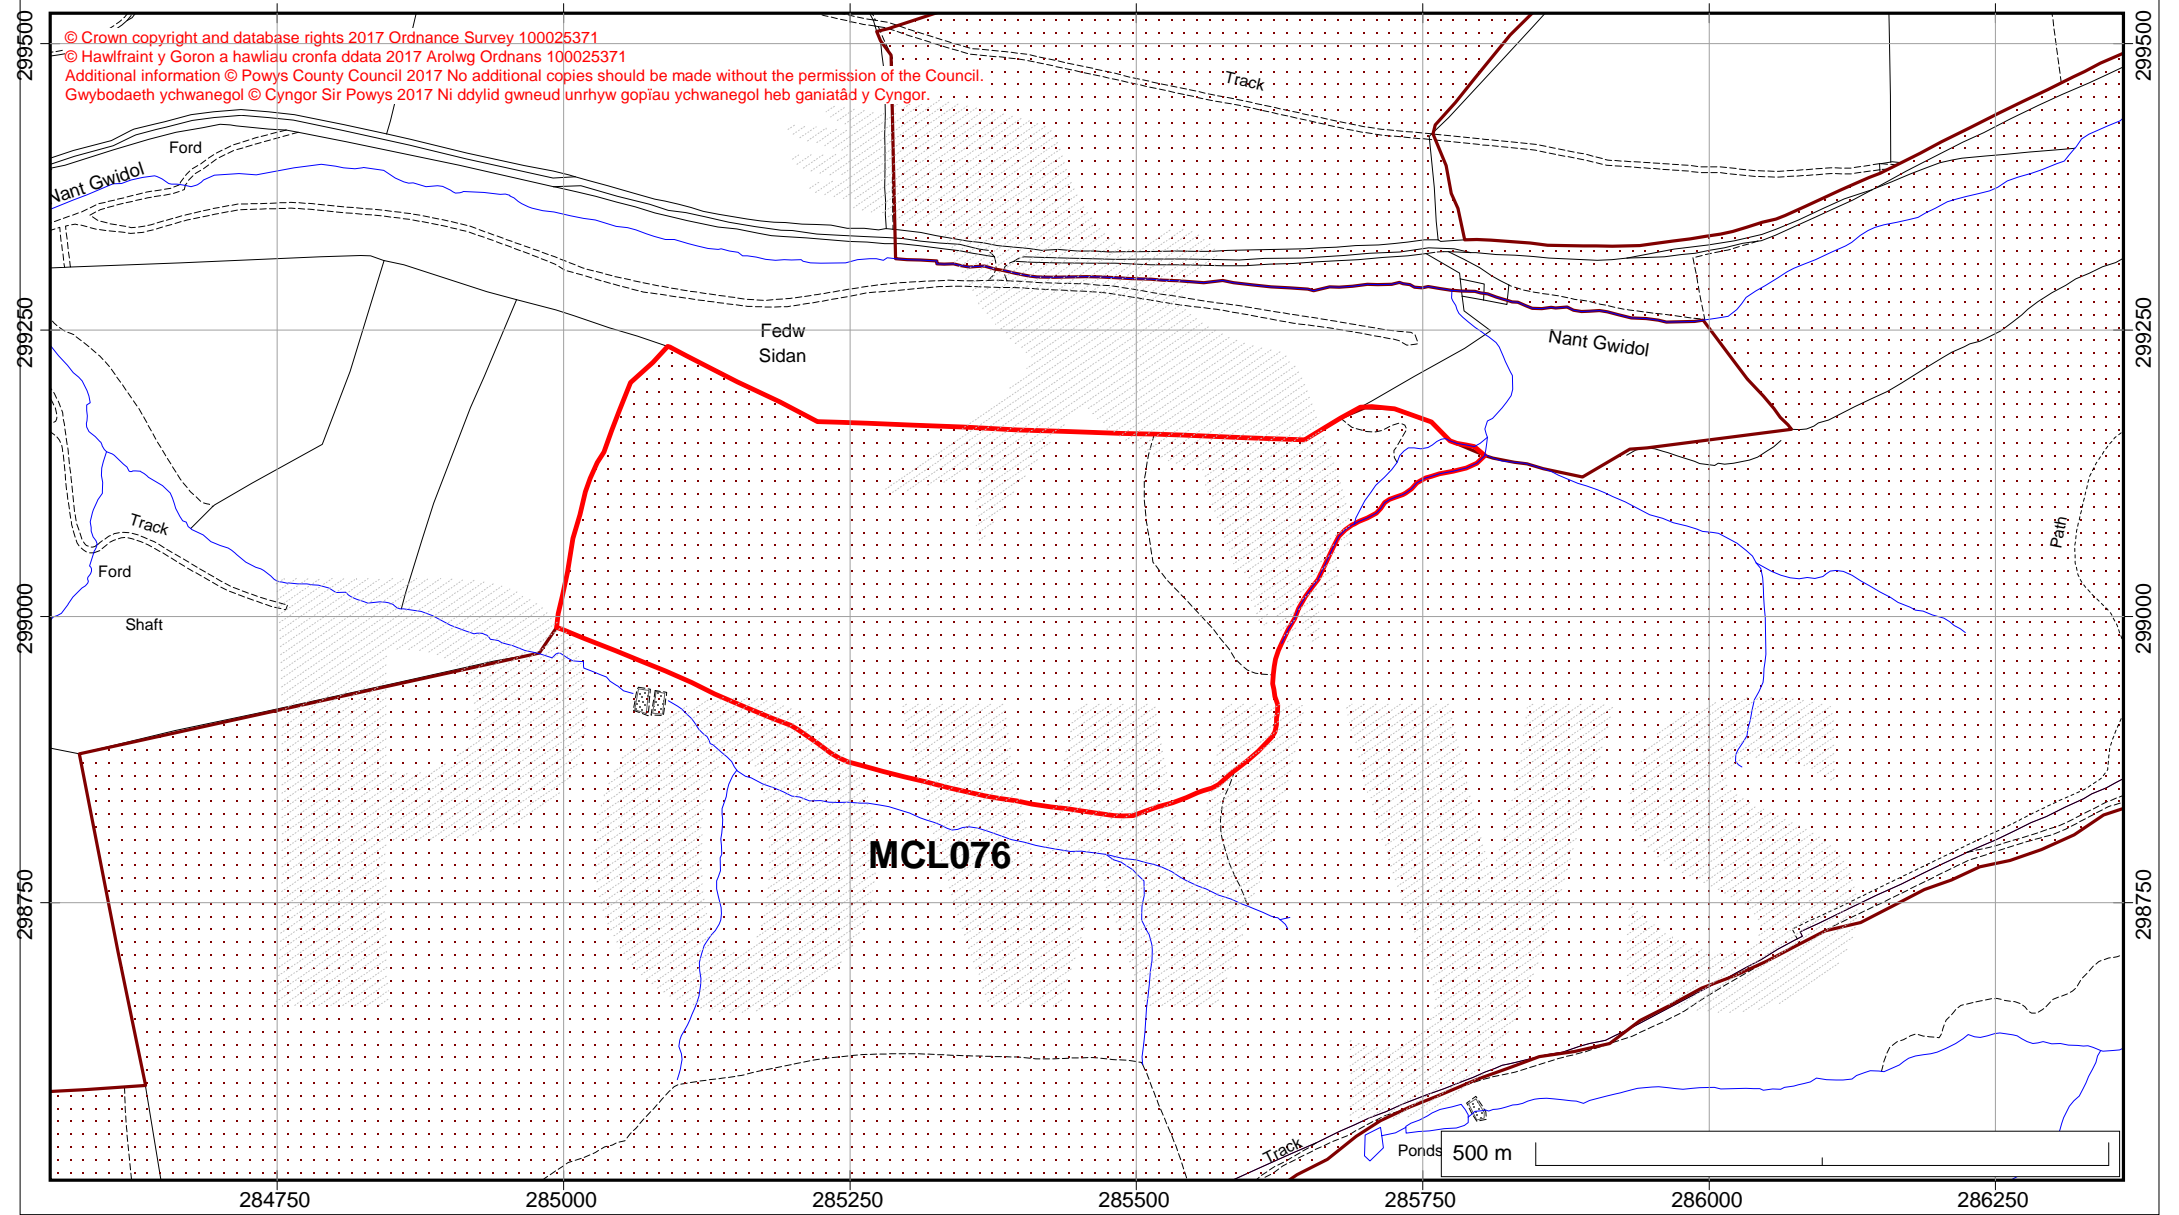 © Crown copyright and database rights 2017 Ordnance Survey 100025371
© Hawlfraint y Goron a hawliau cronfa ddata 2017 Arolwg Ordnans 100025371
Additional information © Powys County Council 2017 No additional copies should be made without the permission of the Council.
Gwybodaeth ychwanegol © Cyngor Sir Powys 2017 Ni ddylid gwneud unrhyw gopïau ychwanegol heb ganiatâd y Cyngor.
299500
299500
Track
Ford
Nant Gwidol
299250
299250
Fedw
Sidan
Nant Gwidol
Track
Path
Ford
299000
299000
Shaft
MCL076
298750
298750
Track
Ponds
500 m
284750
285000
285250
285500
285750
286000
286250